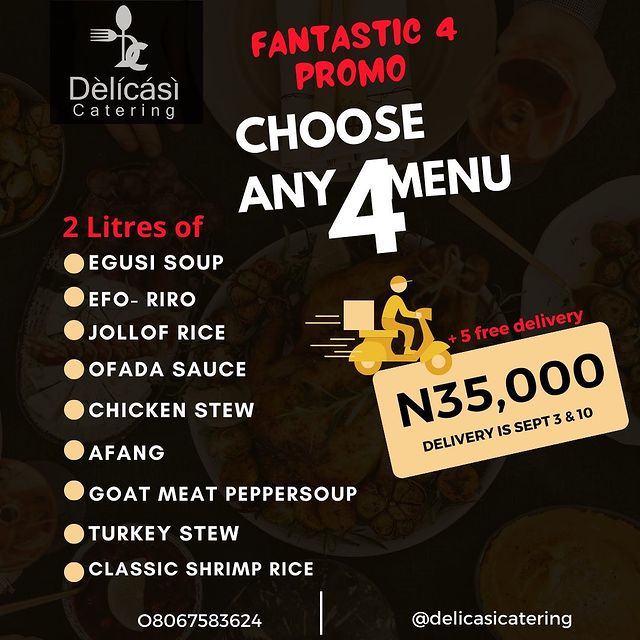 Dèlícásì
Catering
FANTASTIC 4
PROMO
CHOOSE
ANY 4 MENU
2 Litres of
EGUSI SOUP
EFO- RIRO
JOLLOF RICE
OFADA SAUCE
CHICKEN STEW
AFANG
GOAT MEAT PEPPERSOUP
TURKEY STEW
CLASSIC SHRIMP RICE
+ 5 free delivery
N35,000
DELIVERY IS SEPT 3 & 10
08067583624
@delicasicatering